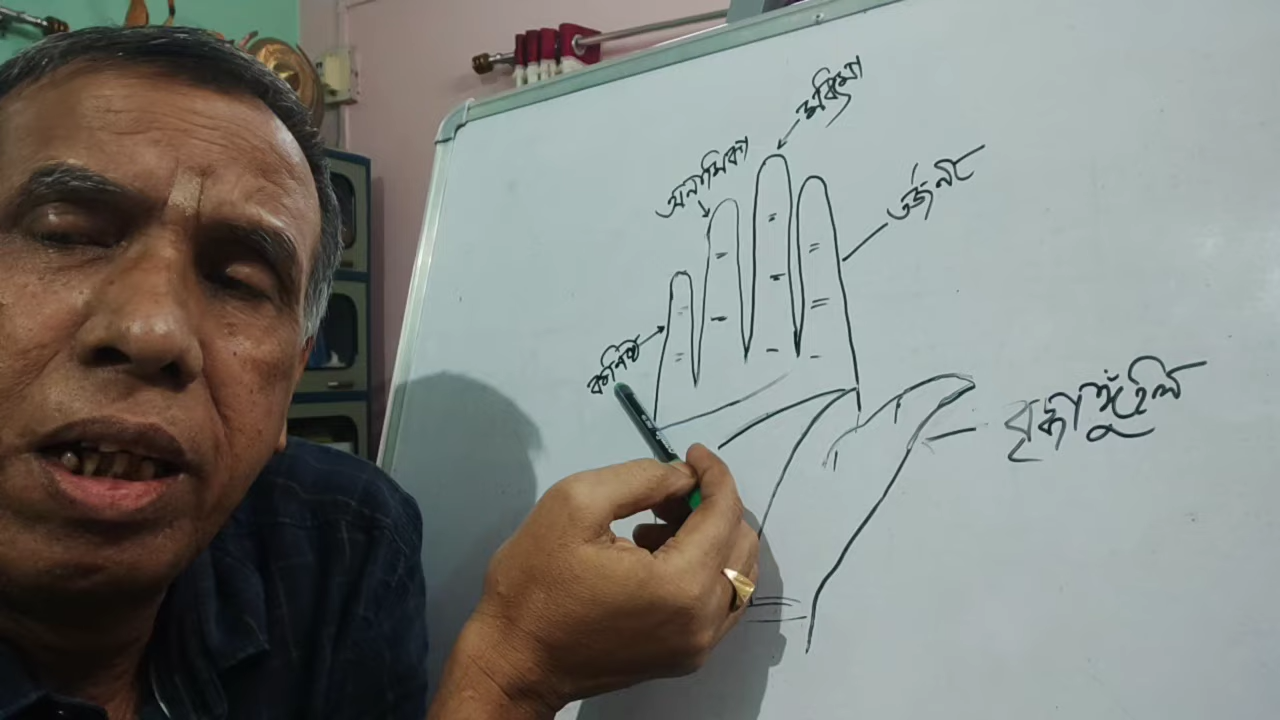 মধ্যমা
অনামিকা
তর্জনী
কনিষ্ঠ
বৃদ্ধাঙ্গুঁলি